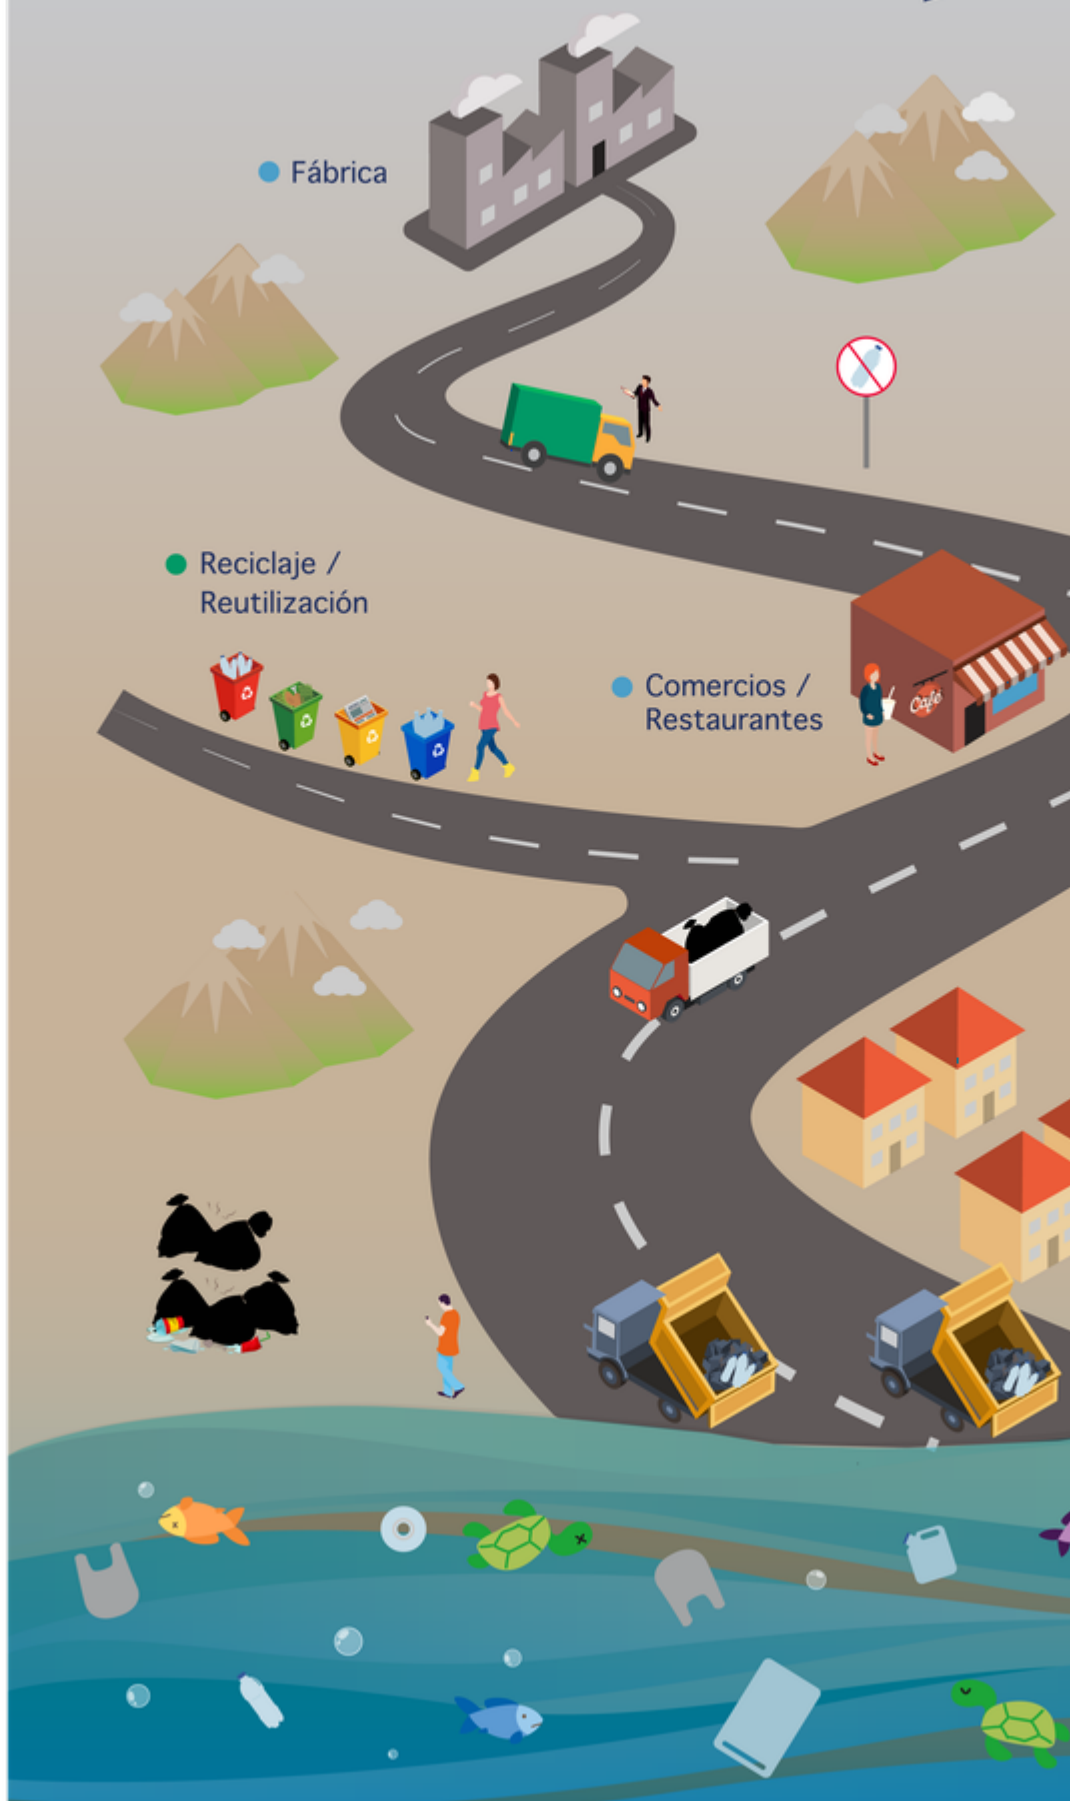 Fábrica
Reciclaje /
Reutilización
Comercios /
Restaurantes
Café